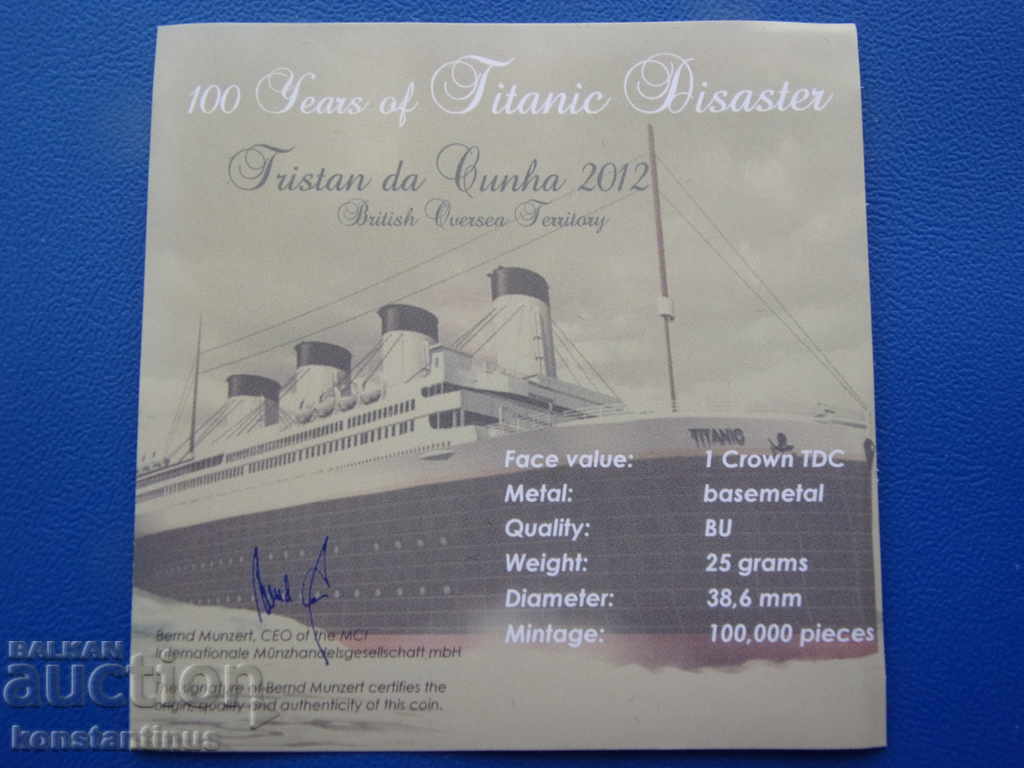 100 Years of Titanic Disaster
Tristan da Cunha 2012
British Oversea Territory
TITANIC
Face value: 1 Crown TDC
Metal: basemetal
Quality: BU
Weight: 25 grams
Diameter: 38,6 mm
Mintage: 100,000 pieces
Bernd Munzert, CEO of the MCI
Internationale Münzhandelsgesellschaft mbH
The signature of Bernd Munzert certifies the
origin, quality and authenticity of this coin.
BALKAN
auction
konstantinus